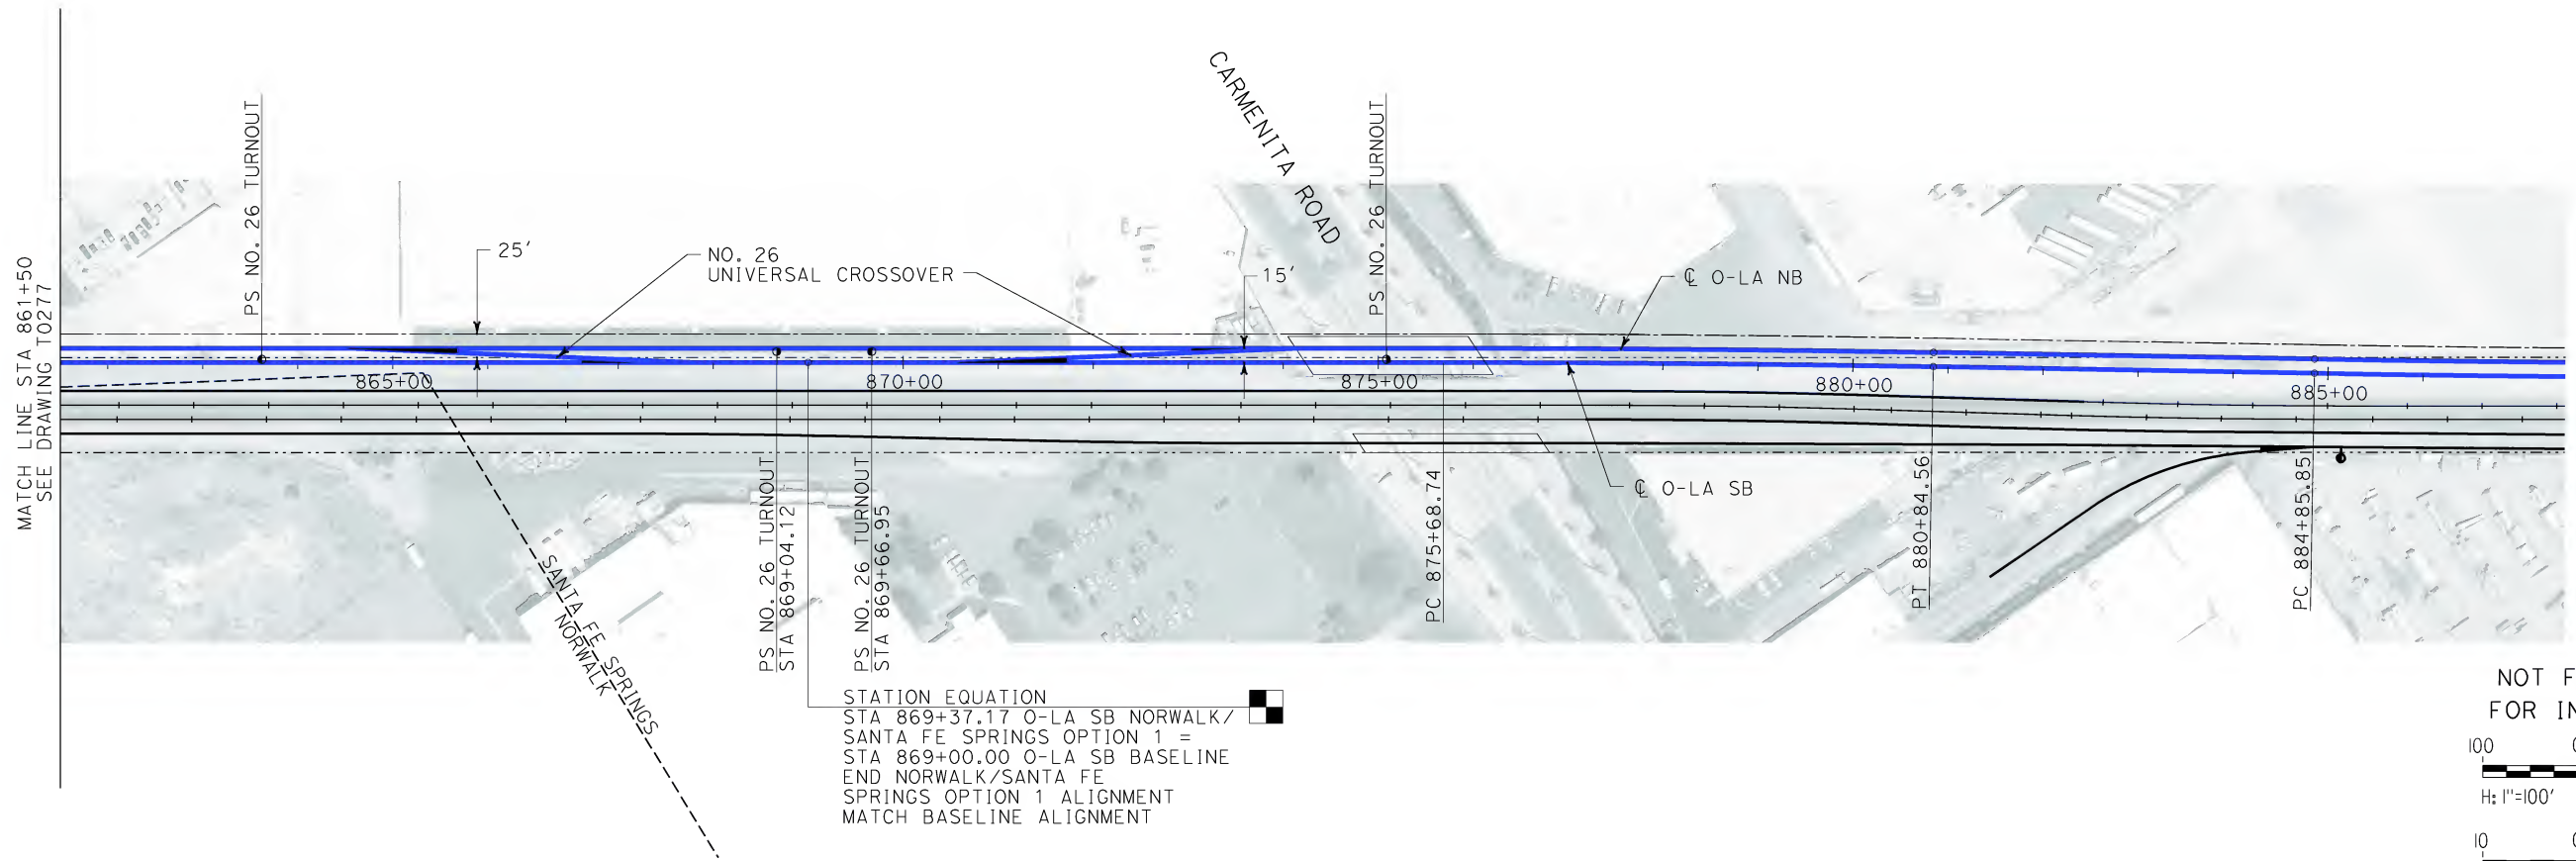 MATCH LINE STA 861+50
SEE DRAWING TO277
PS NO. 26 TURNOUT
25'
NO. 26
UNIVERSAL CROSSOVER
15'
CARMENITA ROAD
PS NO. 26 TURNOUT
℄ O-LA NB
865+00
870+00
875+00
880+00
885+00
℄ O-LA SB
SANTA FE SPRINGS
NORWALK
PS NO. 26 TURNOUT
STA 869+04.12
PS NO. 26 TURNOUT
STA 869+66.95
PC 875+68.74
PT 880+84.56
PC 884+85.85
STATION EQUATION
STA 869+37.17 O-LA SB NORWALK/
SANTA FE SPRINGS OPTION 1 =
STA 869+00.00 O-LA SB BASELINE
END NORWALK/SANTA FE
SPRINGS OPTION 1 ALIGNMENT
MATCH BASELINE ALIGNMENT
NOT F
FOR IN
100
H: 1"=100'
10